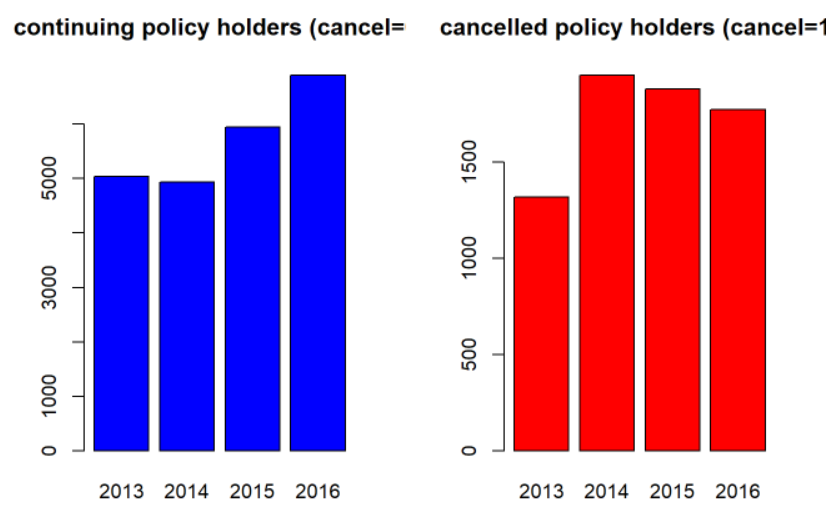 continuing policy holders (cancel=
5000
3000
1000
0
2013 2014 2015 2016
cancelled policy holders (cancel=1
1500
1000
500
0
2013 2014 2015 2016